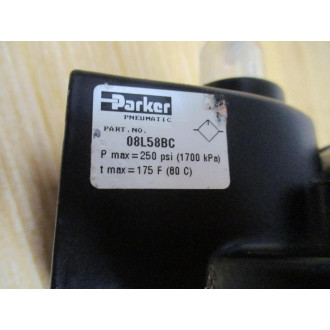 Parker
PNEUMATIC
PART.NO.
08L58BC
P max=250 psi (1700 kPa)
t max=175 F (80 C)